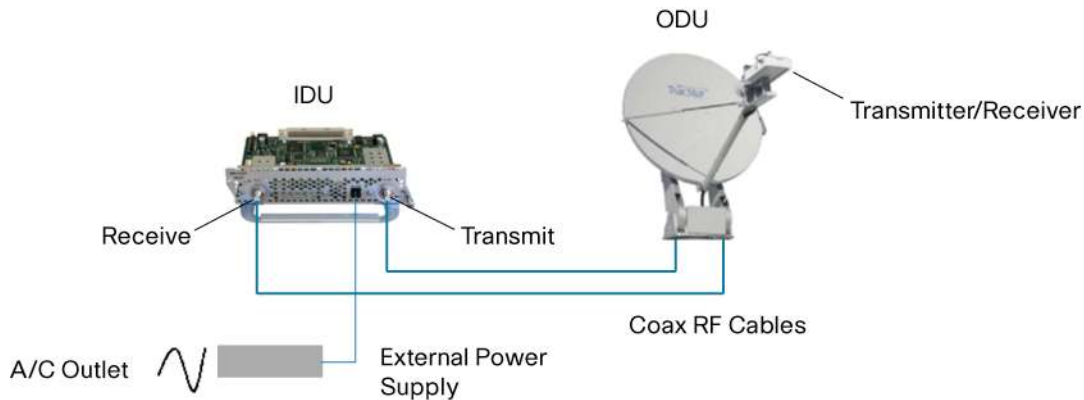 ODU
IDU
Transmitter/Receiver
Receive
Transmit
Coax RF Cables
A/C Outlet
External Power
Supply